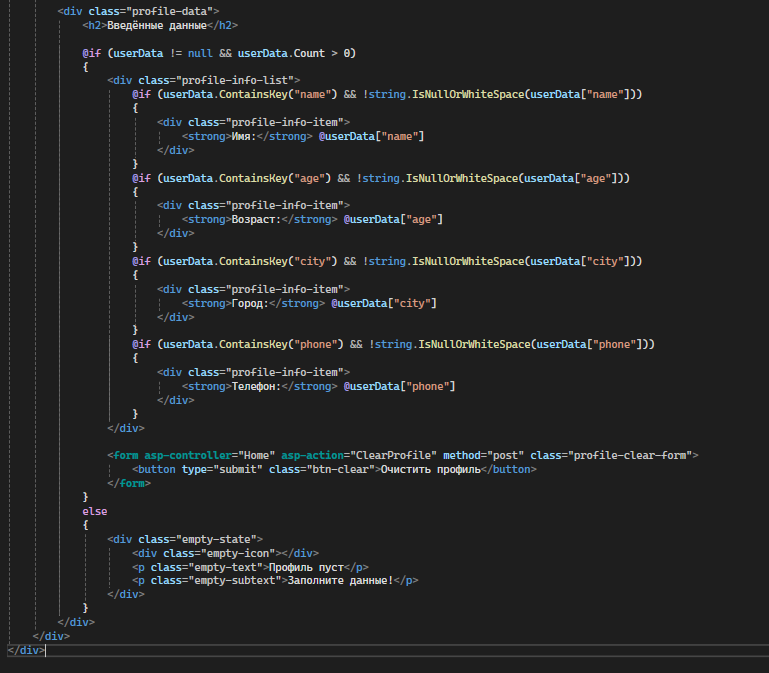 <div class="profile-data">
<h2>Введённые данные</h2>
@if (userData != null && userData.Count > 0)
{
<div class="profile-info-list">
@if (userData.ContainsKey("name") && !string.IsNullOrWhiteSpace(userData["name"]))
{
<div class="profile-info-item">
<strong>Имя:</strong> @userData["name"]
</div>
}
@if (userData.ContainsKey("age") && !string.IsNullOrWhiteSpace(userData["age"]))
{
<div class="profile-info-item">
<strong>Возраст:</strong> @userData["age"]
</div>
}
@if (userData.ContainsKey("city") && !string.IsNullOrWhiteSpace(userData["city"]))
{
<div class="profile-info-item">
<strong>Город:</strong> @userData["city"]
</div>
}
@if (userData.ContainsKey("phone") && !string.IsNullOrWhiteSpace(userData["phone"]))
{
<div class="profile-info-item">
<strong>Телефон:</strong> @userData["phone"]
</div>
}
</div>
<form asp-controller="Home" asp-action="ClearProfile" method="post" class="profile-clear-form">
<button type="submit" class="btn-clear">Очистить профиль</button>
</form>
}
else
{
<div class="empty-state">
<div class="empty-icon"></div>
<p class="empty-text">Профиль пуст</p>
<p class="empty-subtext">Заполните данные!</p>
</div>
}
</div>
</div>
</div>